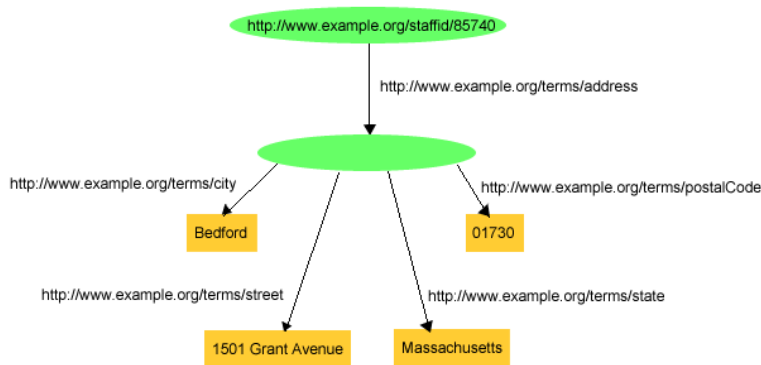 http://www.example.org/staffid/85740
http://www.example.org/terms/address
http://www.example.org/terms/city
http://www.example.org/terms/postalCode
Bedford
01730
http://www.example.org/terms/street
http://www.example.org/terms/state
1501 Grant Avenue
Massachusetts